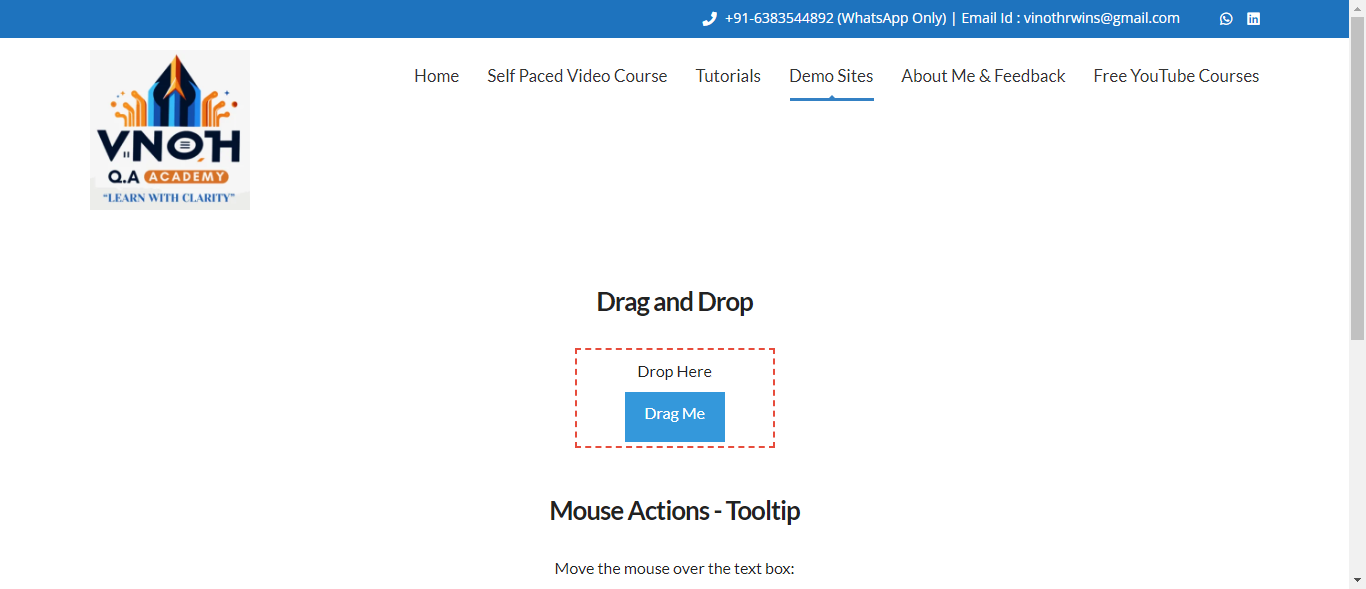 +91-6383544892 (WhatsApp Only) | Email Id : vinothrwins@gmail.com
VNOTH
Q.A ACADEMY
"LEARN WITH CLARITY"
Home Self Paced Video Course Tutorials Demo Sites About Me & Feedback Free YouTube Courses
Drag and Drop
Drop Here
Drag Me
Mouse Actions - Tooltip
Move the mouse over the text box: